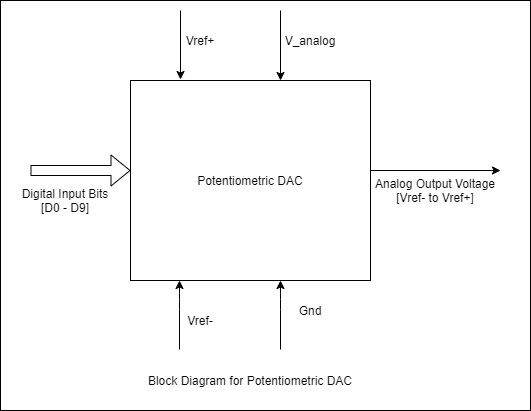 Vref+
V_analog
Potentiometric DAC
Digital Input Bits
[D0 - D9]
Analog Output Voltage
[Vref- to Vref+]
Vref-
Gnd
Block Diagram for Potentiometric DAC